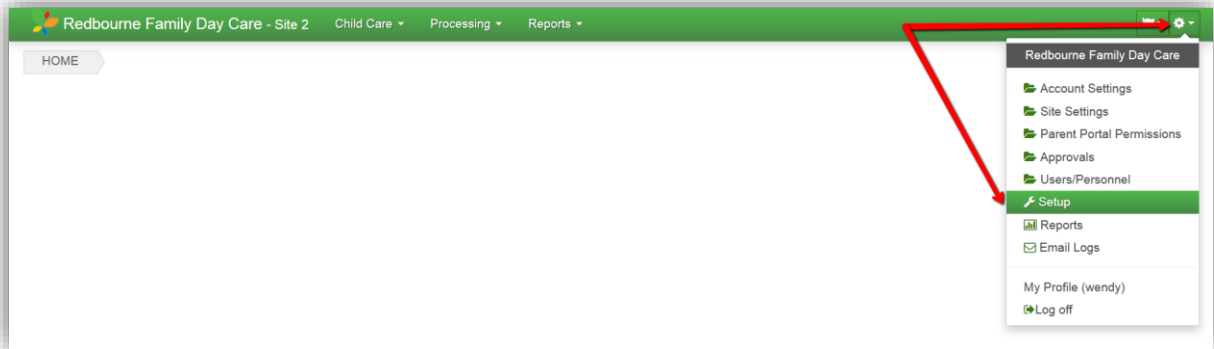 Redbourne Family Day Care - Site 2 Child Care Processing Reports
HOME
Redbourne Family Day Care
Account Settings
Site Settings
Parent Portal Permissions
Approvals
Users/Personnel
Setup
Reports
Email Logs
My Profile (wendy)
Log off